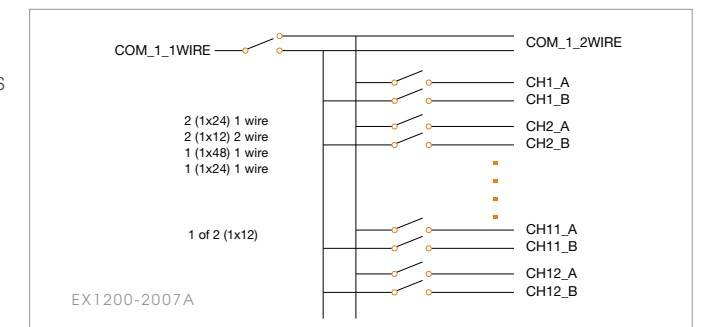 COM_1_1WIRE
COM_1_2WIRE
S
CH1_A
CH1_B
2 (1x24) 1 wire
2 (1x12) 2 wire
1 (1x48) 1 wire
1 (1x24) 1 wire
CH2_A
CH2_B
1 of 2 (1x12)
CH11_A
CH11_B
CH12_A
CH12_B
EX1200-2007A